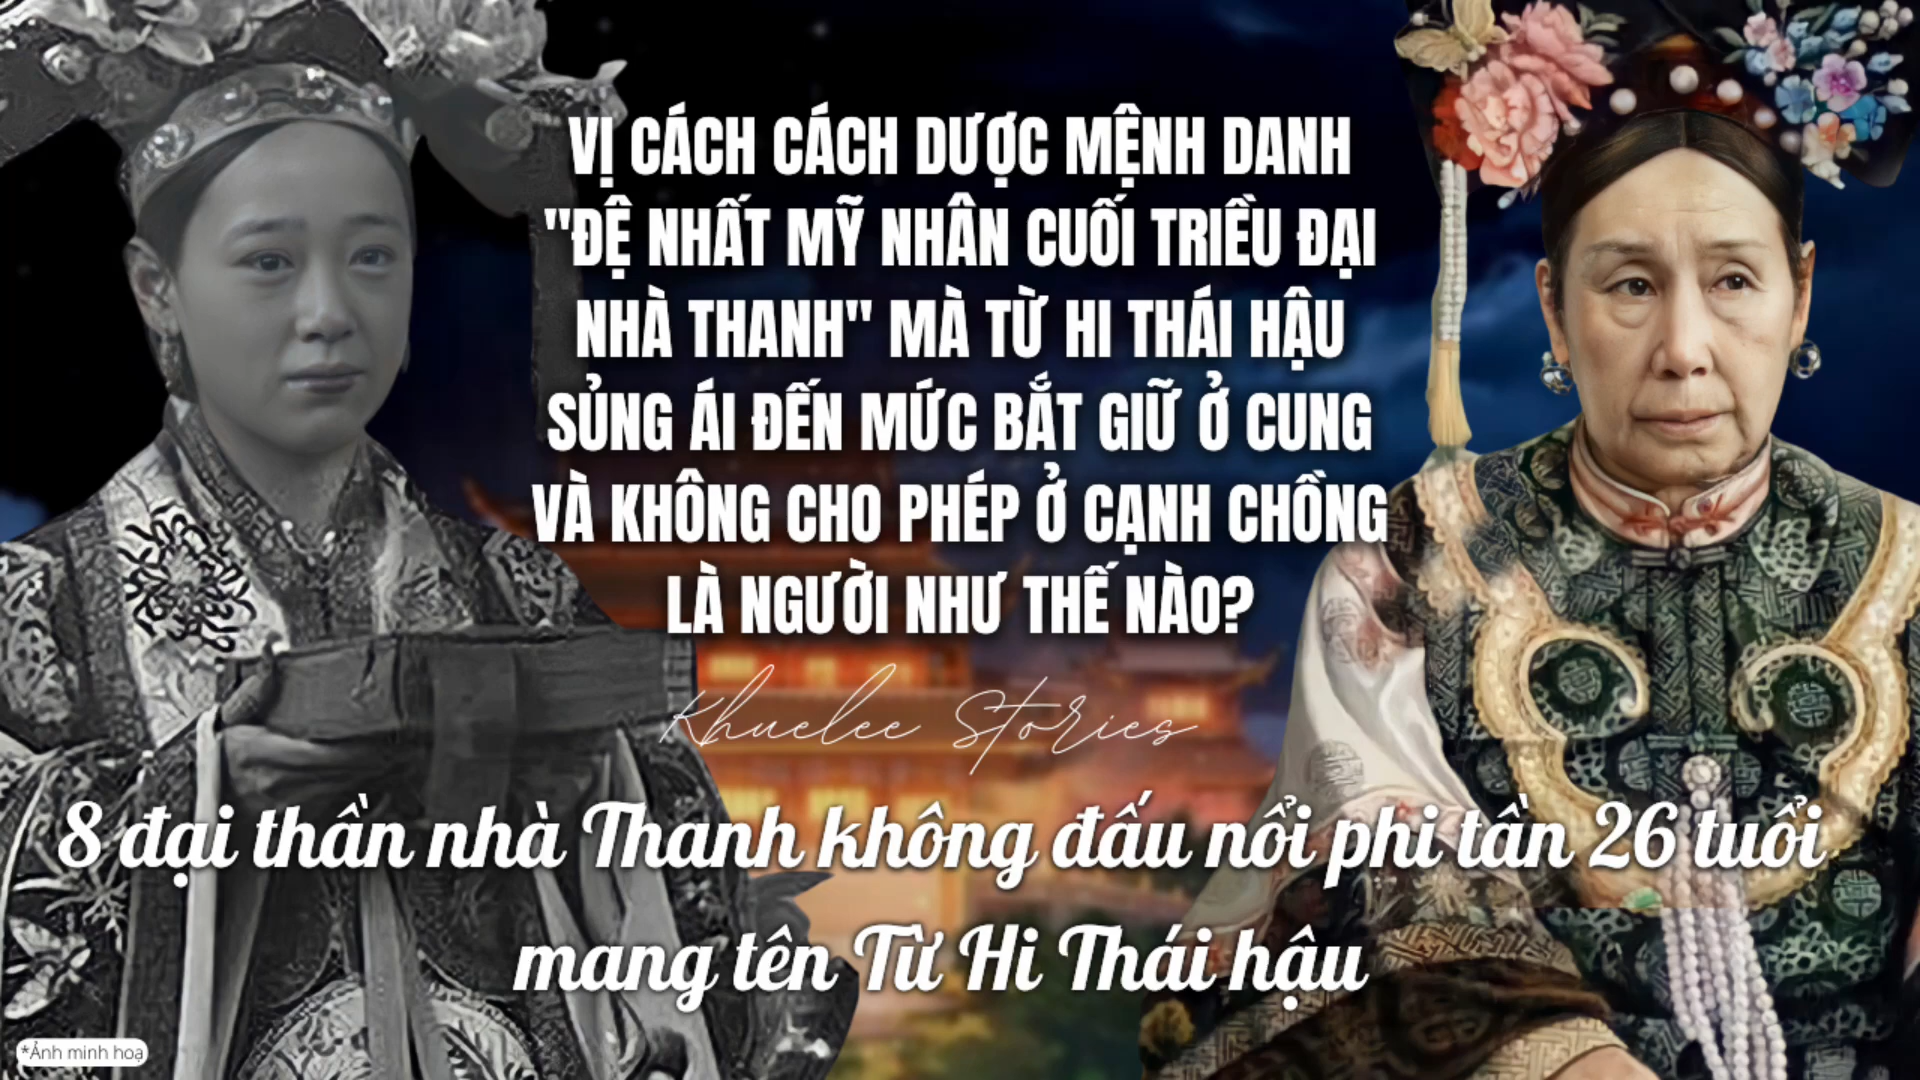 VỊ CÁCH CÁCH DƯỢC MỆNH DANH
"ĐỆ NHẤT MỸ NHÂN CUỐI TRIỀU ĐẠI
NHÀ THANH" MÀ TỪ HI THÁI HẬU
SỦNG ÁI ĐẾN MỨC BẮT GIỮ Ở CUNG
VÀ KHÔNG CHO PHÉP Ở CẠNH CHỒNG
LÀ NGƯỜI NHƯ THẾ NÀO?
Khuelee Stories
8 đại thần nhà Thanh không đấu nổi phi tần 26 tuổi
mang tên Từ Hi Thái hậu
*Ảnh minh hoạ